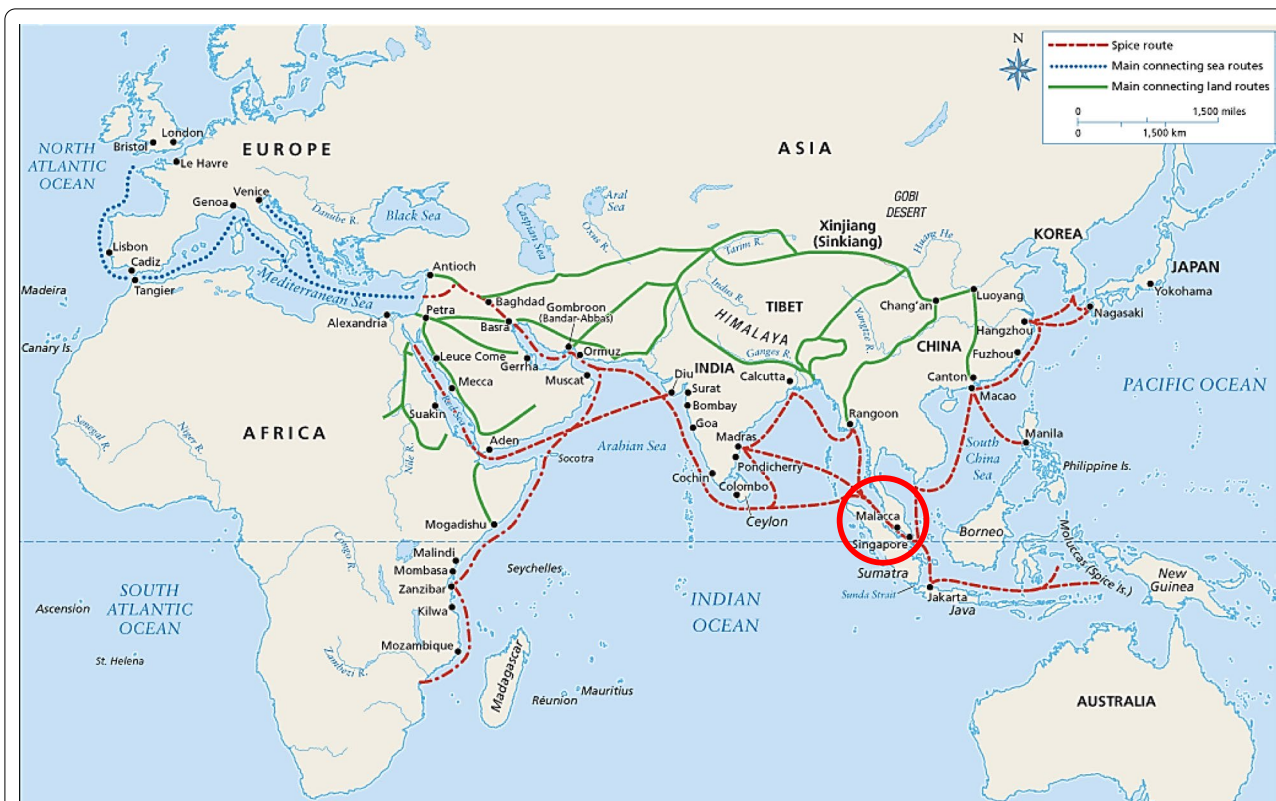 N
Spice route
Main connecting sea routes
Main connecting land routes
0 1,500 miles
0 1,500 km
NORTH
ATLANTIC
OCEAN
London
Bristol
Le Havre
EUROPE
ASIA
Venice
Genoa
Danube R.
Black Sea
Caspian Sea
Aral
Sea
Oxus R.
GOBI
DESERT
Xinjiang
(Sinkiang)
Tarim R.
Huang He
KOREA
JAPAN
Yokohama
Nagasaki
Lisbon
Cadiz
Tangier
Madeira
Mediterranean Sea
Antioch
Baghdad
Petra
Basra
Gombroon
(Bandar-Abbas)
Alexandria
Indus R.
TIBET
HIMALAYA
Ganges R.
Chang'an
Luoyang
Yangtze R.
Hangzhou
CHINA
Fuzhou
Canary Is.
Leuce Come
Gerrha
Ormuz
Muscat
Mecca
Red Sea
Suakin
Diu
INDIA
Surat
Calcutta
Bombay
Goa
Canton
Macao
PACIFIC OCEAN
AFRICA
Senegal R.
Niger R.
Nile R.
Aden
Socotra
Arabian Sea
Madras
Pondicherry
Cochin
Colombo
Ceylon
Rangoon
South
China
Sea
Manila
Philippine Is.
Mogadishu
Malacca
Singapore
Borneo
Moluccas (Spice Is.)
Congo R.
Malindi
Mombasa
Zanzibar
Kilwa
Seychelles
Sumatra
Sunda Strait
Jakarta
Java
New
Guinea
Ascension
SOUTH
ATLANTIC
OCEAN
INDIAN
OCEAN
Mozambique
St. Helena
Zambezi R.
Madagascar
Réunion
Mauritius
AUSTRALIA